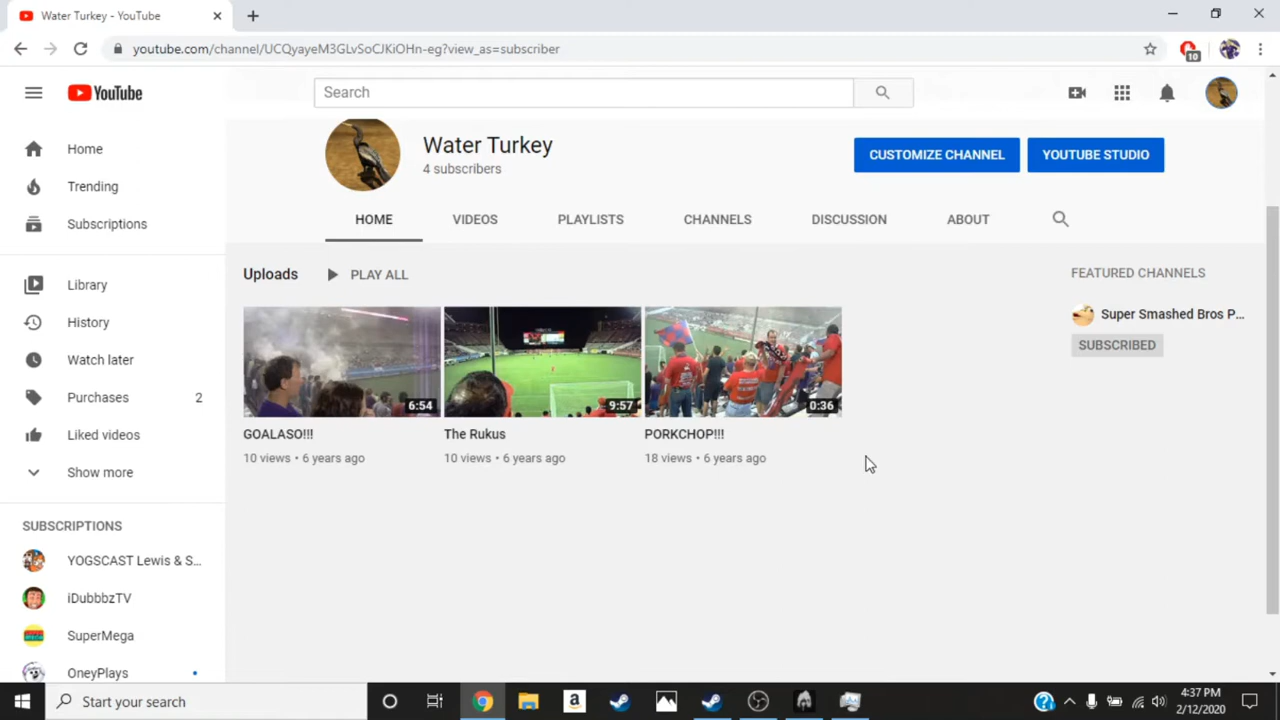 Water Turkey - YouTube
youtube.com/channel/UCQyayeM3GLvSoCJKiOHn-eg?view_as=subscriber
10
YouTube
Search
Home
Trending
Subscriptions
Library
History
Watch later
Purchases 2
Liked videos
Show more
SUBSCRIPTIONS
YOGSCAST Lewis & S...
iDubbbzTV
SuperMega
OneyPlays
Water Turkey
4 subscribers
CUSTOMIZE CHANNEL
YOUTUBE STUDIO
HOME VIDEOS PLAYLISTS CHANNELS DISCUSSION ABOUT
Uploads PLAY ALL
6:54
GOALASO!!!
10 views • 6 years ago
9:57
The Rukus
10 views • 6 years ago
0:36
PORKCHOP!!!
18 views • 6 years ago
FEATURED CHANNELS
Super Smashed Bros P...
SUBSCRIBED
Start your search
4:37 PM
2/12/2020